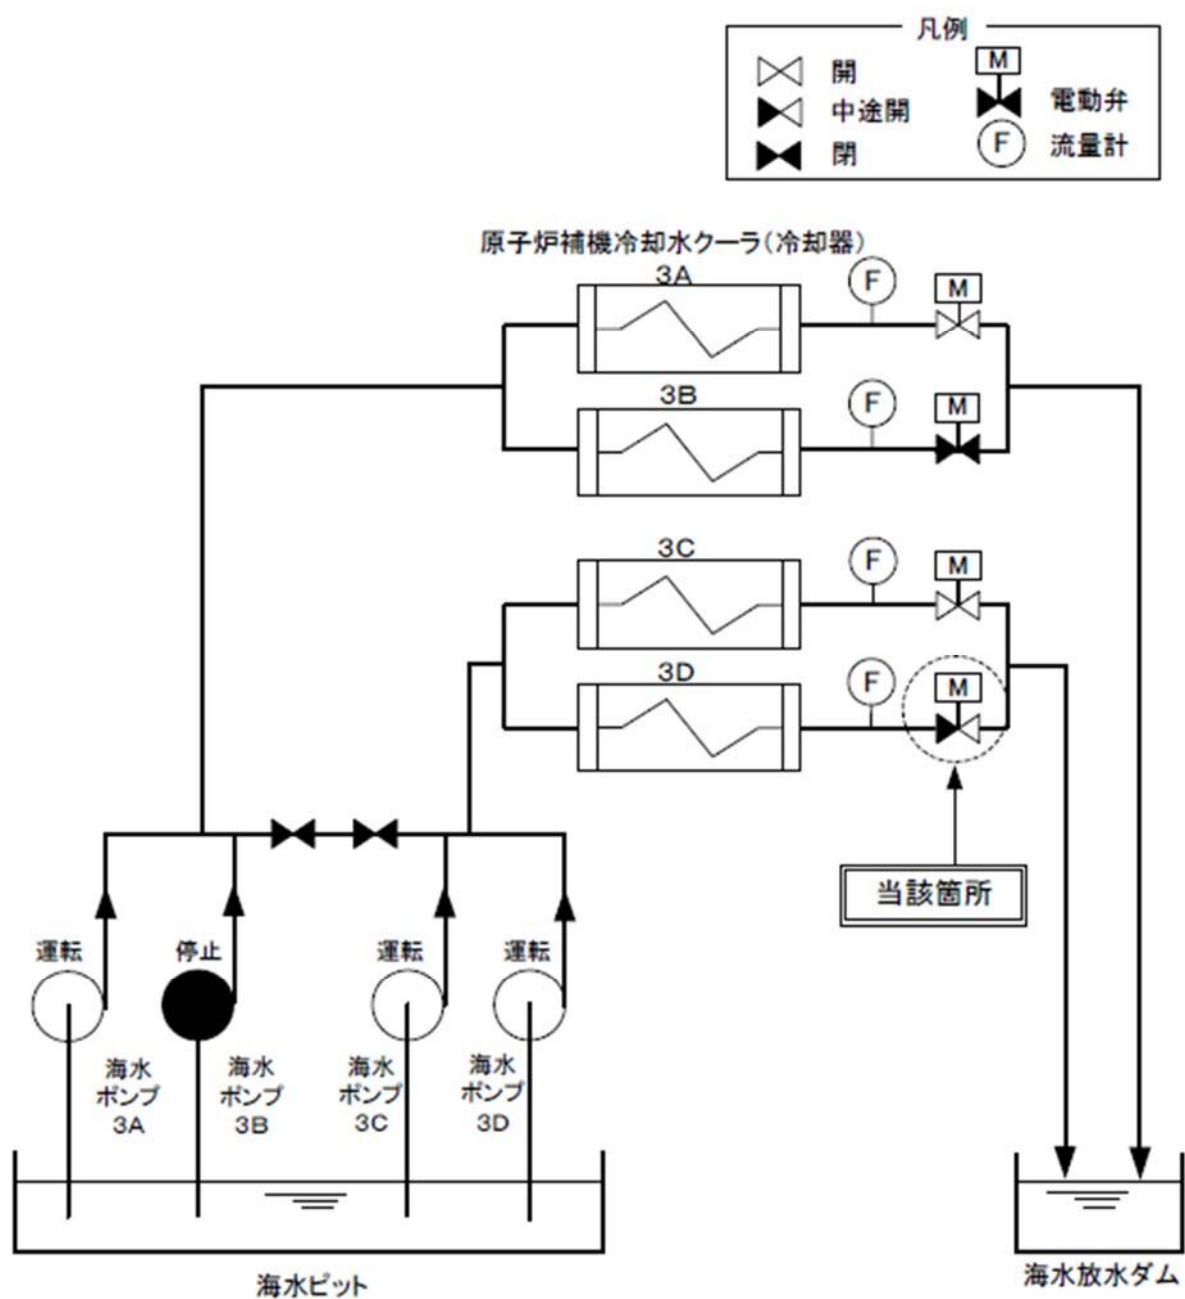 凡例
開
中途開
閉
M
電動弁
F
流量計
原子炉補機冷却水クーラ(冷却器)
3A
F
M
3B
F
M
3C
F
M
3D
F
M
当該箇所
運転
停止
運転
運転
海水
ポンプ
3A
海水
ポンプ
3B
海水
ポンプ
3C
海水
ポンプ
3D
海水ピット
海水放水ダム